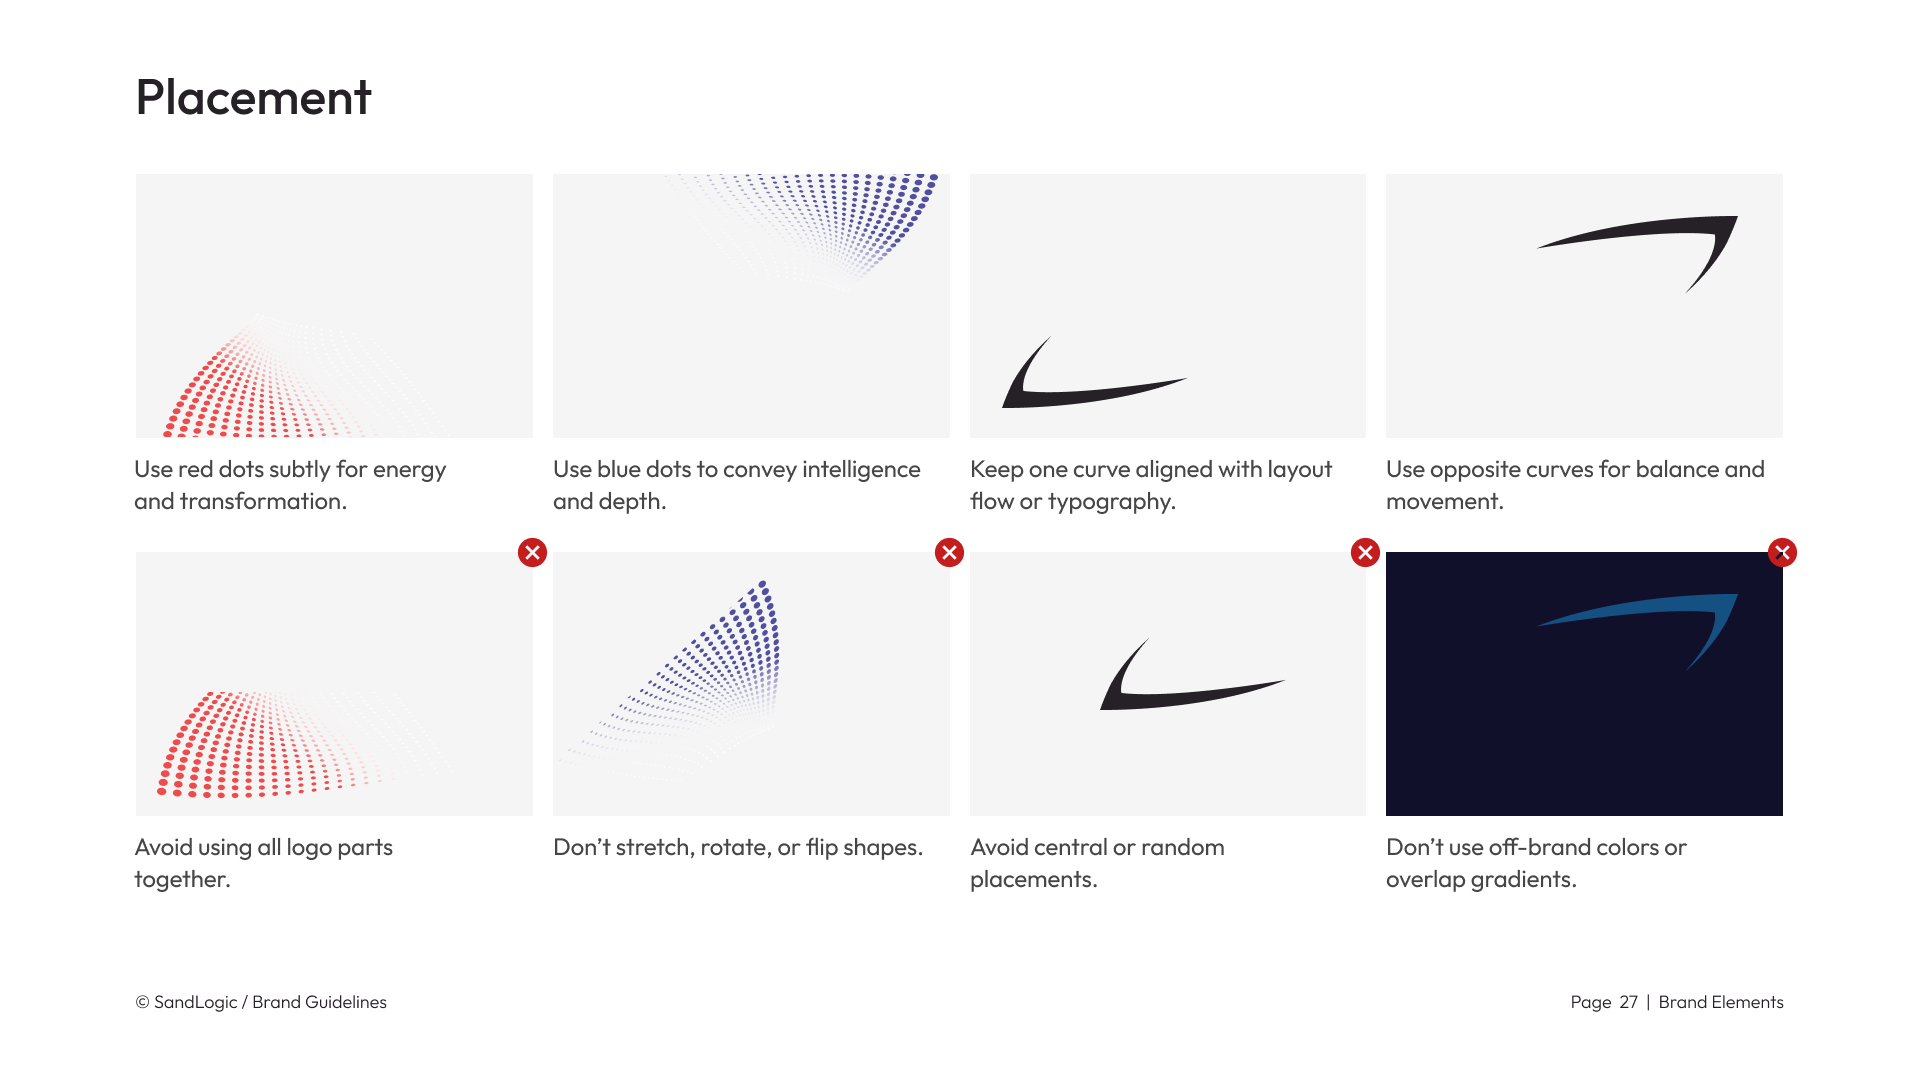 Placement
Use red dots subtly for energy
and transformation.
Use blue dots to convey intelligence
and depth.
Keep one curve aligned with layout
flow or typography.
Use opposite curves for balance and
movement.
Avoid using all logo parts
together.
Don’t stretch, rotate, or flip shapes.
Avoid central or random
placements.
Don’t use off-brand colors or
overlap gradients.
© SandLogic / Brand Guidelines
Page 27 | Brand Elements